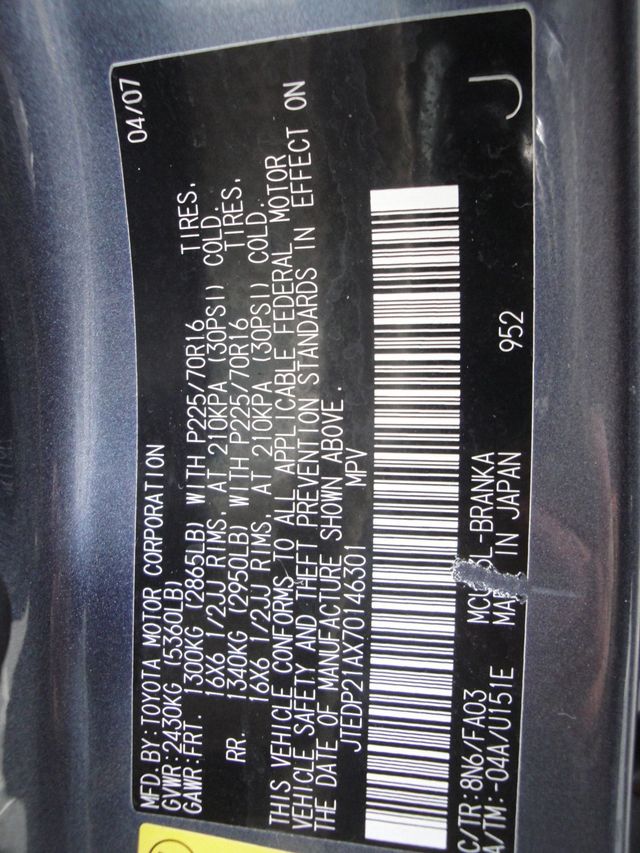 MFD.BY:TOYOTA MOTOR CORPORATION 04/07
GVWR:2430KG (5360LB)
GAWR:FRT. 1300KG (2865LB) WITH P225/70R16 TIRES,
16X6 1/2JJ RIMS, AT 210KPA (30PSI) COLD.
RR. 1340KG (2950LB) WITH P225/70R16 TIRES,
16X6 1/2JJ RIMS, AT 210KPA (30PSI) COLD.
THIS VEHICLE CONFORMS TO ALL APPLICABLE FEDERAL MOTOR
VEHICLE SAFETY AND THEFT PREVENTION STANDARDS IN EFFECT ON
THE DATE OF MANUFACTURE SHOWN ABOVE.
JTEDP21AX70146301 MPV
C/TR:8N6/FA03 L-BRANKA 952 J
A/TM:-04A/U151E IN JAPAN